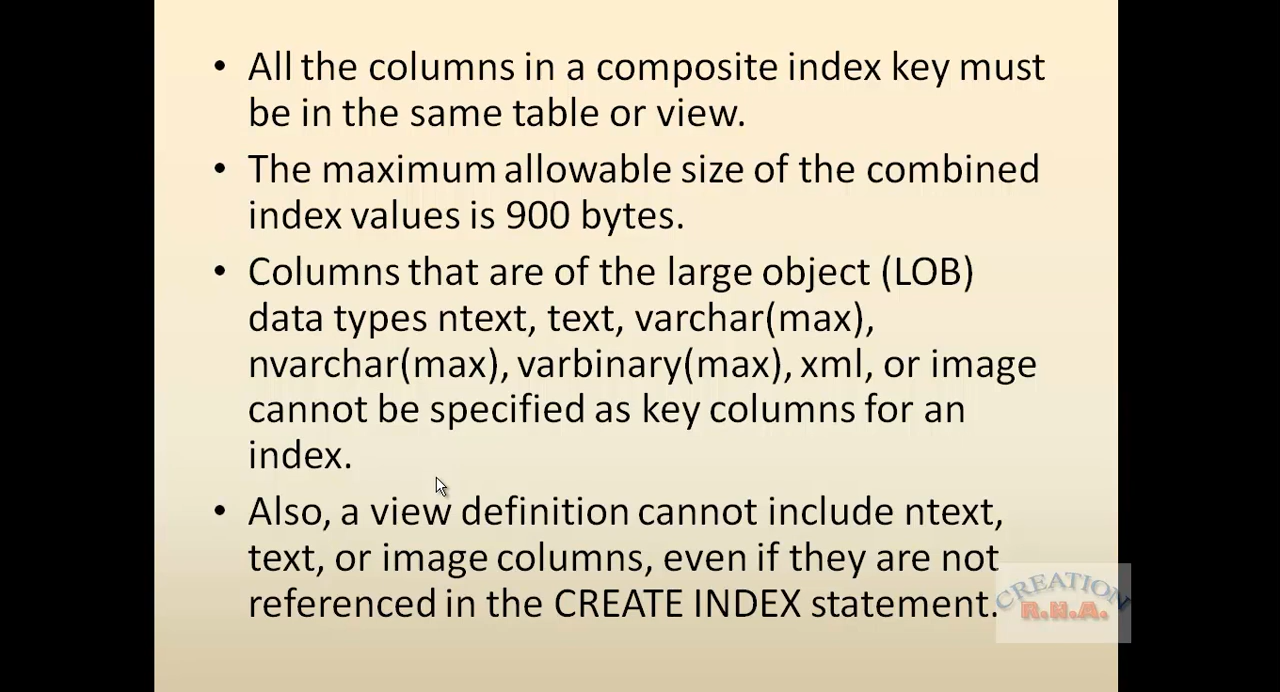 • All the columns in a composite index key must
be in the same table or view.
• The maximum allowable size of the combined
index values is 900 bytes.
• Columns that are of the large object (LOB)
data types ntext, text, varchar(max),
nvarchar(max), varbinary(max), xml, or image
cannot be specified as key columns for an
index.
• Also, a view definition cannot include ntext,
text, or image columns, even if they are not
referenced in the CREATE INDEX statement.
CREATION
R.N.A.